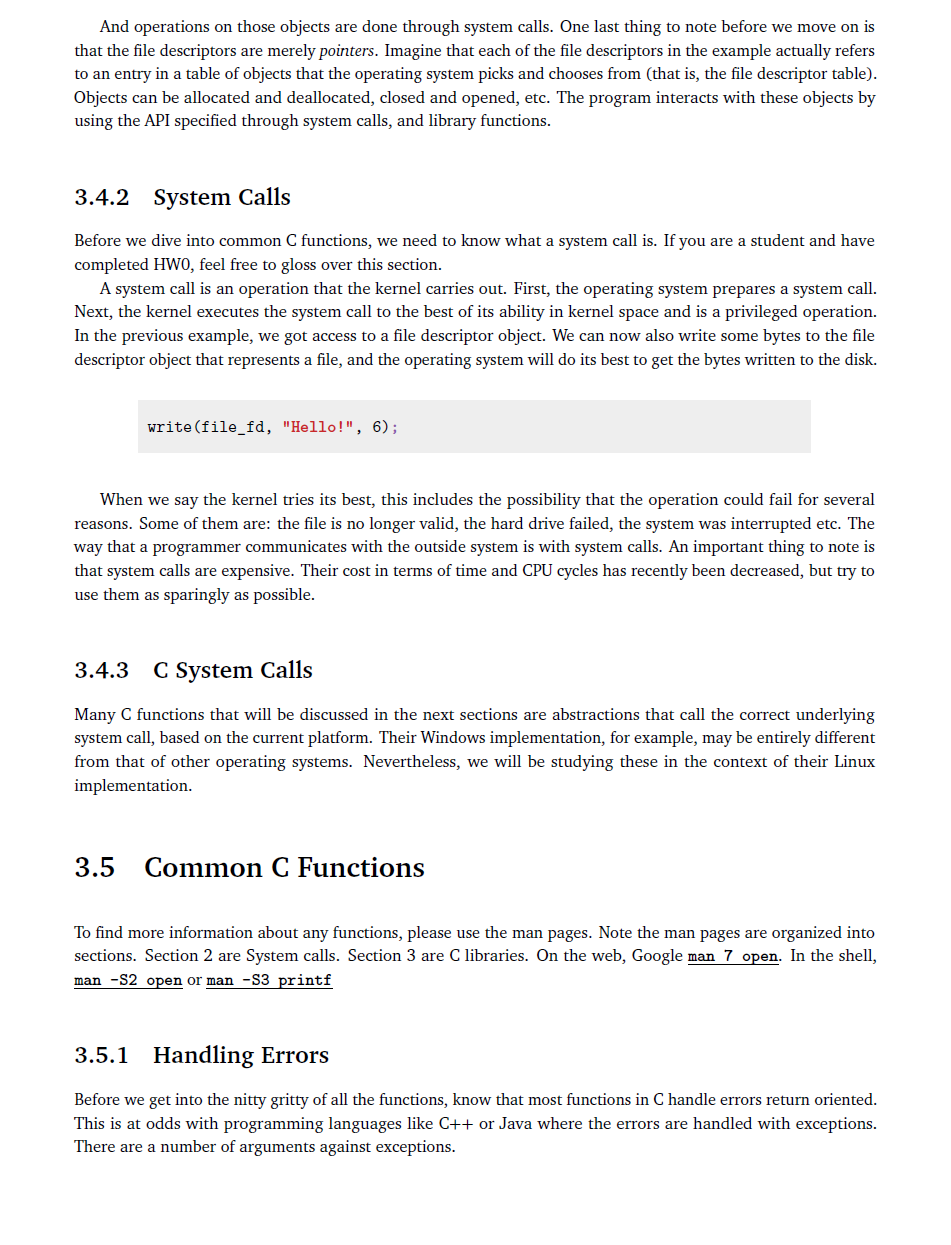 And operations on those objects are done through system calls. One last thing to note before we move on is
that the file descriptors are merely pointers. Imagine that each of the file descriptors in the example actually refers
to an entry in a table of objects that the operating system picks and chooses from (that is, the file descriptor table).
Objects can be allocated and deallocated, closed and opened, etc. The program interacts with these objects by
using the API specified through system calls, and library functions.
3.4.2 System Calls
Before we dive into common C functions, we need to know what a system call is. If you are a student and have
completed HW0, feel free to gloss over this section.
A system call is an operation that the kernel carries out. First, the operating system prepares a system call.
Next, the kernel executes the system call to the best of its ability in kernel space and is a privileged operation.
In the previous example, we got access to a file descriptor object. We can now also write some bytes to the file
descriptor object that represents a file, and the operating system will do its best to get the bytes written to the disk.
write(file_fd, "Hello!", 6);
When we say the kernel tries its best, this includes the possibility that the operation could fail for several
reasons. Some of them are: the file is no longer valid, the hard drive failed, the system was interrupted etc. The
way that a programmer communicates with the outside system is with system calls. An important thing to note is
that system calls are expensive. Their cost in terms of time and CPU cycles has recently been decreased, but try to
use them as sparingly as possible.
3.4.3 C System Calls
Many C functions that will be discussed in the next sections are abstractions that call the correct underlying
system call, based on the current platform. Their Windows implementation, for example, may be entirely different
from that of other operating systems. Nevertheless, we will be studying these in the context of their Linux
implementation.
3.5 Common C Functions
To find more information about any functions, please use the man pages. Note the man pages are organized into
sections. Section 2 are System calls. Section 3 are C libraries. On the web, Google man 7 open. In the shell,
man -S2 open or man -S3 printf
3.5.1 Handling Errors
Before we get into the nitty gritty of all the functions, know that most functions in C handle errors return oriented.
This is at odds with programming languages like C++ or Java where the errors are handled with exceptions.
There are a number of arguments against exceptions.